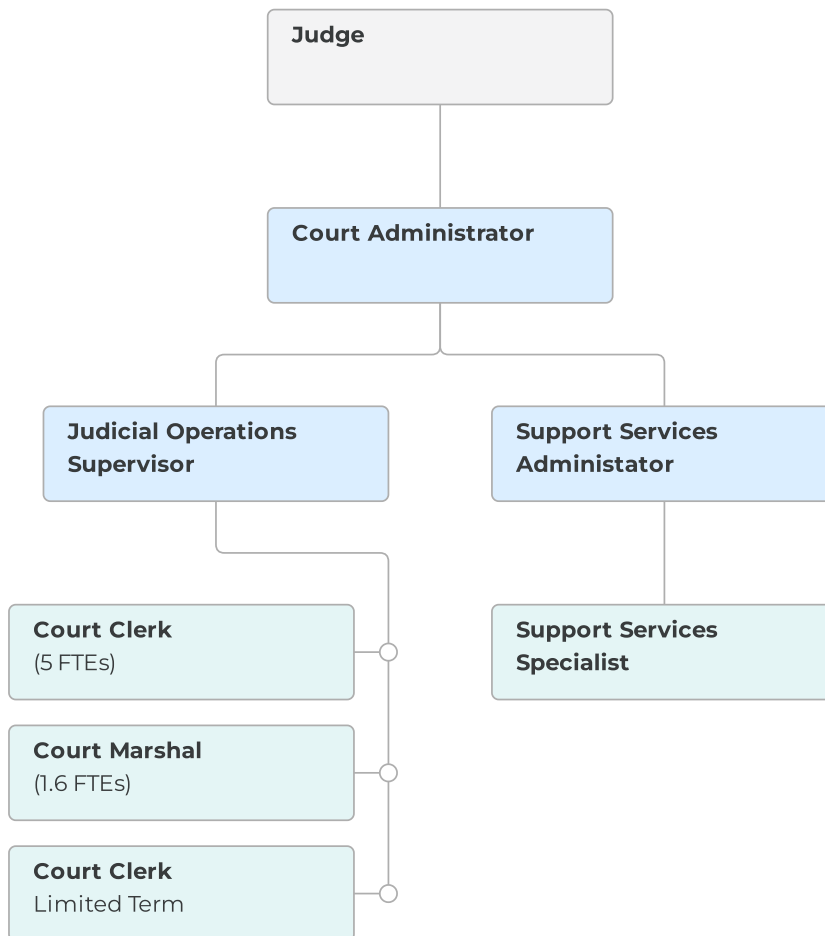 Judge
Court Administrator
Judicial Operations
Supervisor
Support Services
Administator
Court Clerk
(5 FTEs)
Support Services
Specialist
Court Marshal
(1.6 FTEs)
Court Clerk
Limited Term